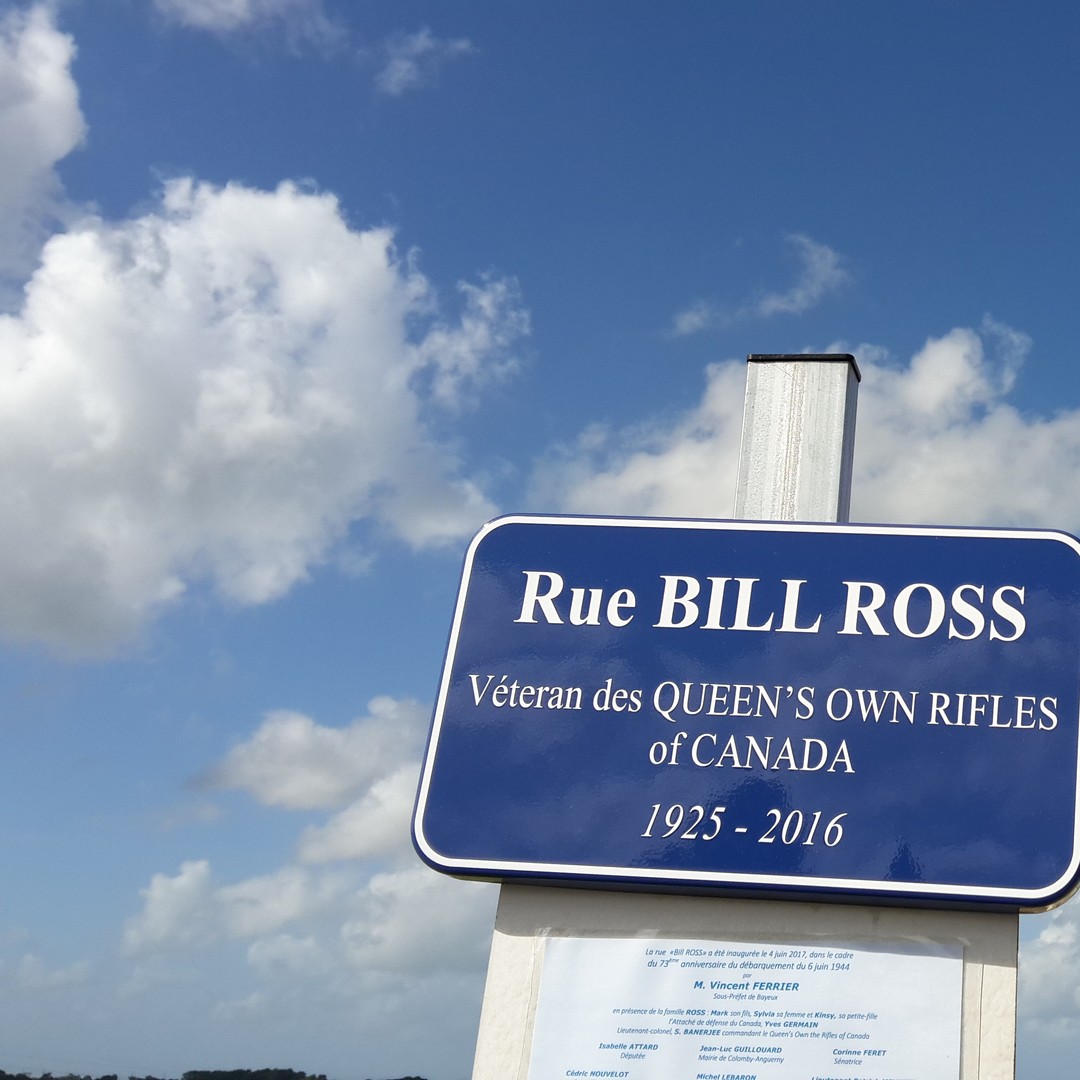 Rue BILL ROSS
Véteran des QUEEN'S OWN RIFLES
of CANADA
1925 - 2016
La rue «Bill ROSS» a été inaugurée le 4 juin 2017, dans le cadre
du 73ème anniversaire du débarquement du 6 juin 1944
par
M. Vincent FERRIER
Sous-Préfet de Bayeux
en présence de la famille ROSS : Mark son fils, Sylvia sa femme et Kinsy, sa petite-fille
l'Attaché de défense du Canada, Yves GERMAIN
Lieutenant-colonel, S. BANERJEE commandant le Queen's Own the Rifles of Canada
Isabelle ATTARD Jean-Luc GUILLOUARD Corinne FERET
Députée Mairie de Colomby-Anguerny Sénatrice
Cédric NOUVELOT Michel LEBARON